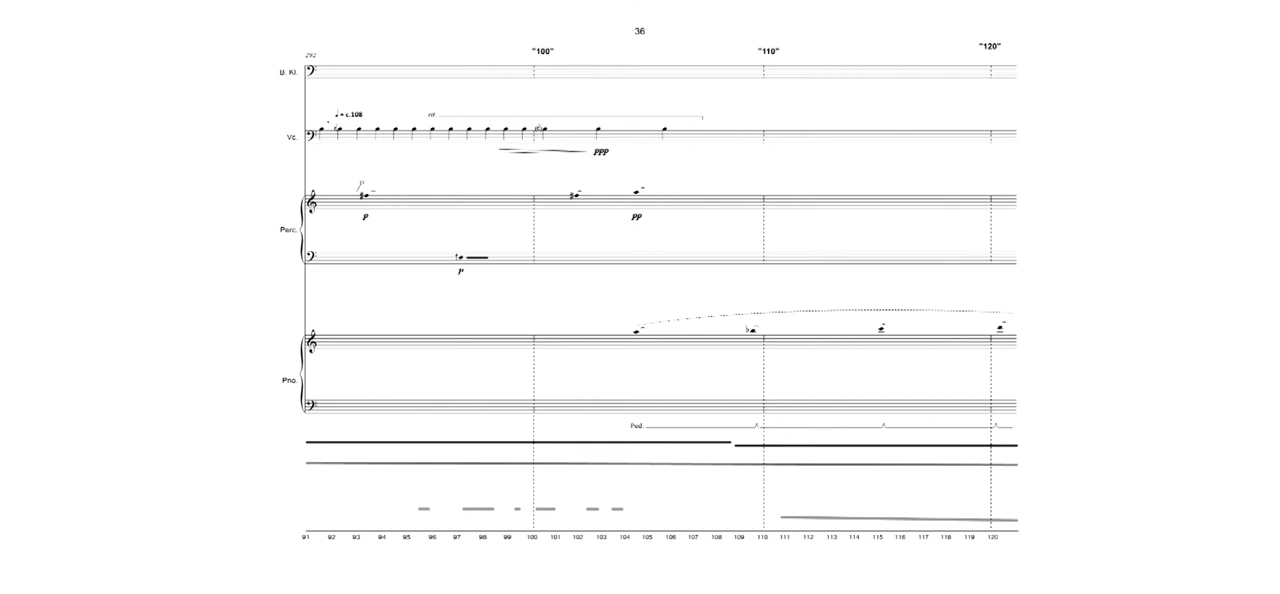 36
"100" "110" "120"
292
B. Kl.
♩= c.108 rit.
Vc.
ppp
p pp
Perc.
p
Pno.
Ped.
91 92 93 94 95 96 97 98 99 100 101 102 103 104 105 106 107 108 109 110 111 112 113 114 115 116 117 118 119 120